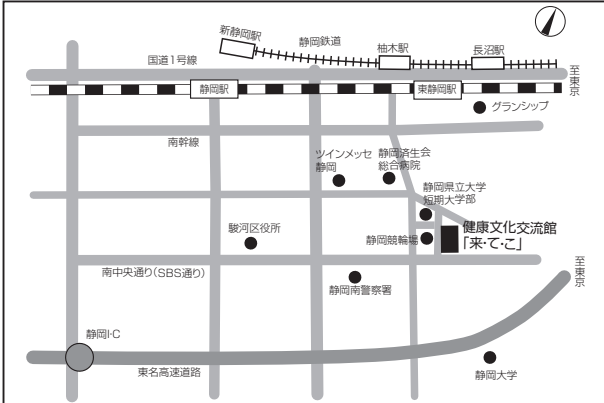 新静岡駅
静岡鉄道
柚木駅
長沼駅
国道1号線
至東京
静岡駅
東静岡駅
グランシップ
南幹線
ツインメッセ
静岡
静岡済生会
総合病院
静岡県立大学
短期大学部
駿河区役所
静岡競輪場
健康文化交流館
「来・て・こ」
南中央通り(SBS通り)
静岡南警察署
至東京
静岡I・C
東名高速道路
静岡大学